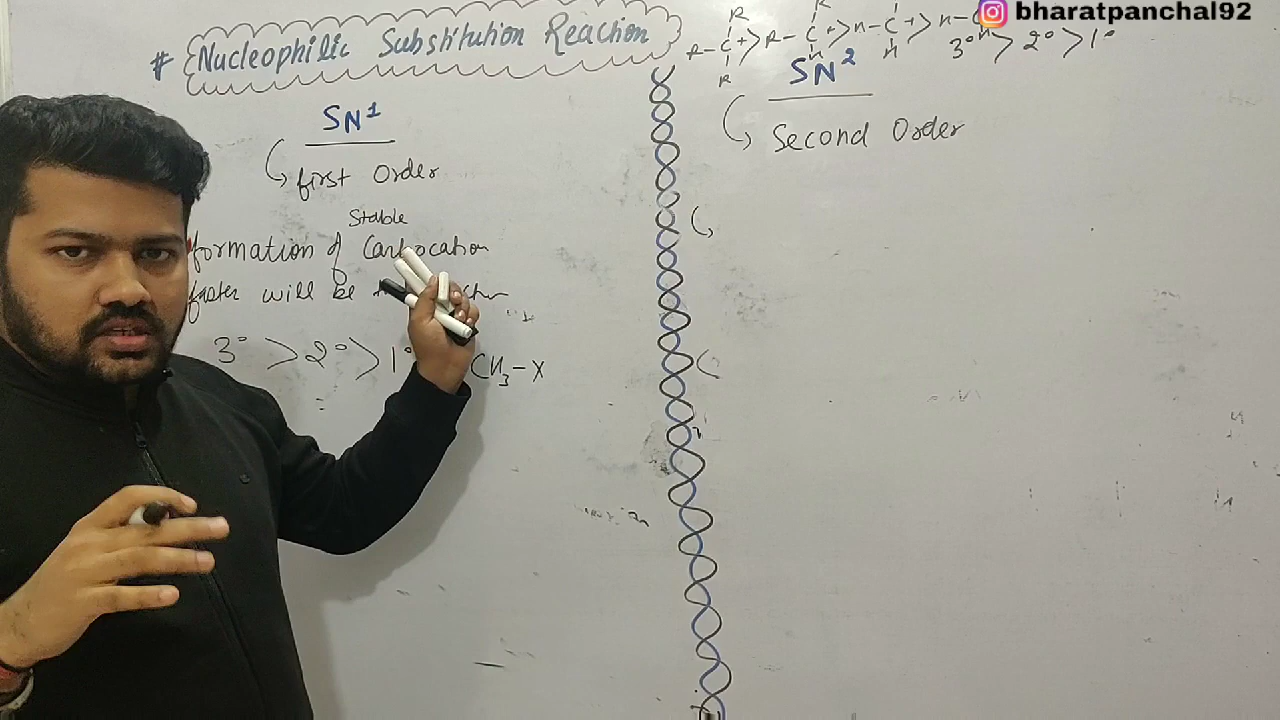 # Nucleophilic Substitution Reaction
SN1
first Order
Stable
formation of Carbocation
faster will be
3° > 2° > 1°
CH3-X
bharatpanchal92
3° > 2° > 1°
SN2
Second Order